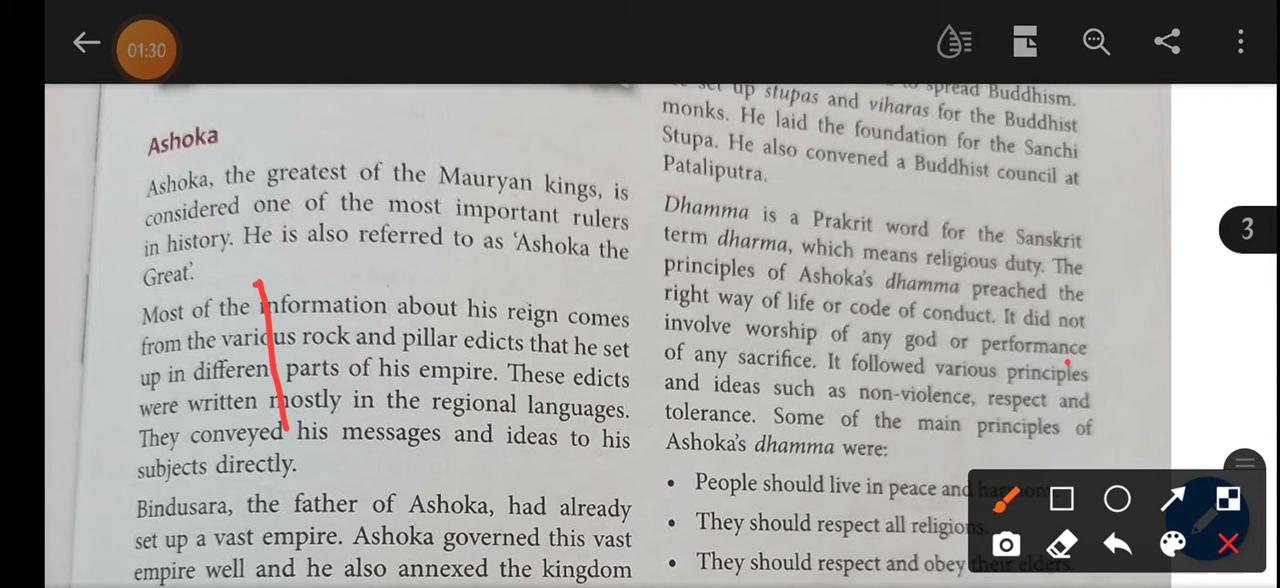 01:30
3
Ashoka
Ashoka, the greatest of the Mauryan kings, is
considered one of the most important rulers
in history. He is also referred to as ‘Ashoka the
Great’.
Most of the information about his reign comes
from the various rock and pillar edicts that he set
up in different parts of his empire. These edicts
were written mostly in the regional languages.
They conveyed his messages and ideas to his
subjects directly.
Bindusara, the father of Ashoka, had already
set up a vast empire. Ashoka governed this vast
empire well and he also annexed the kingdom
spread Buddhism.
set up stupas and viharas for the Buddhist
monks. He laid the foundation for the Sanchi
Stupa. He also convened a Buddhist council at
Pataliputra.
Dhamma is a Prakrit word for the Sanskrit
term dharma, which means religious duty. The
principles of Ashoka’s dhamma preached the
right way of life or code of conduct. It did not
involve worship of any god or performance
of any sacrifice. It followed various principles
and ideas such as non-violence, respect and
tolerance. Some of the main principles of
Ashoka’s dhamma were:
• People should live in peace and harmony.
• They should respect all religions.
• They should respect and obey their elders.